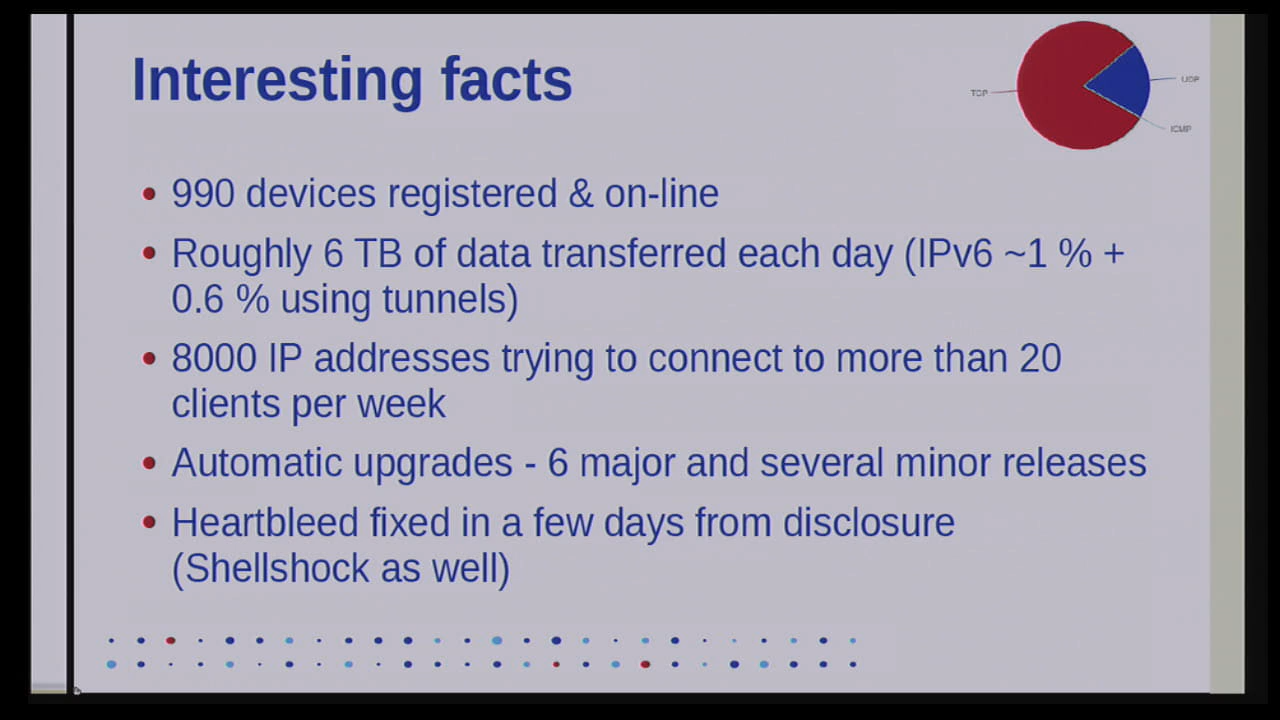 Interesting facts
TCP
UDP
ICMP
• 990 devices registered & on-line
• Roughly 6 TB of data transferred each day (IPv6 ~1 % +
0.6 % using tunnels)
• 8000 IP addresses trying to connect to more than 20
clients per week
• Automatic upgrades - 6 major and several minor releases
• Heartbleed fixed in a few days from disclosure
(Shellshock as well)